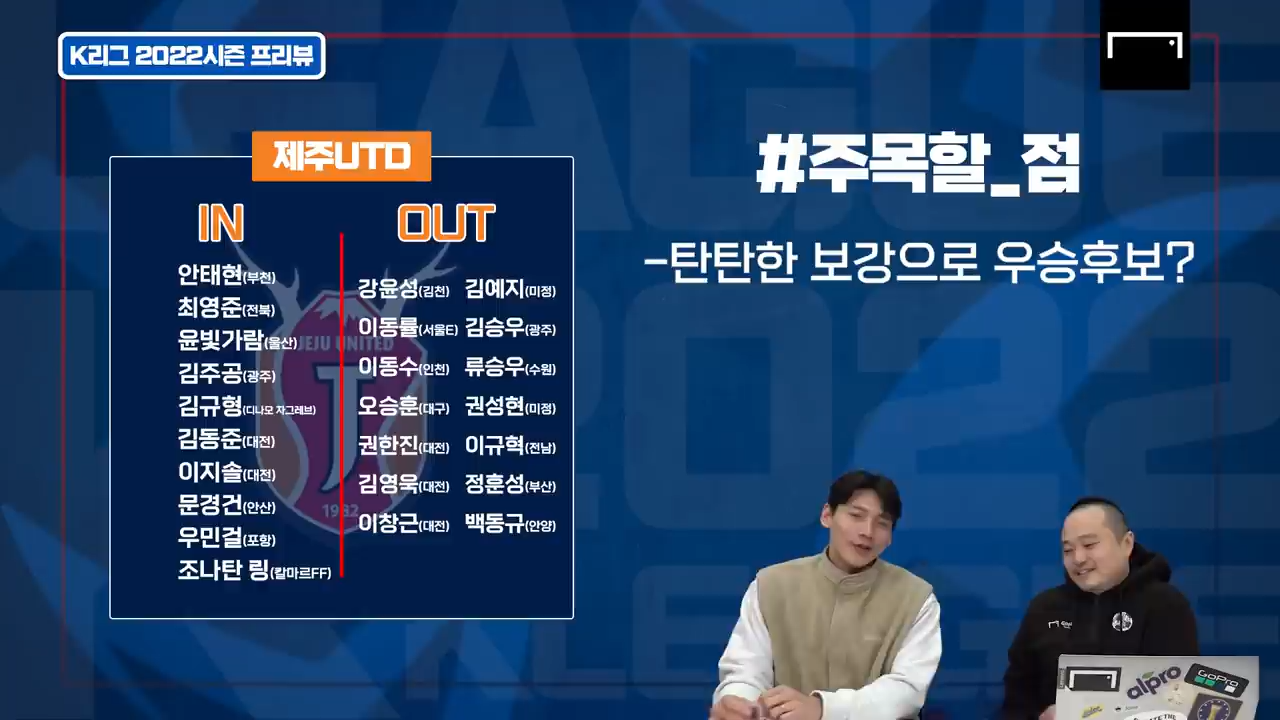 K리그 2022시즌 프리뷰
제주UTD
IN
안태현(부천)
최영준(전북)
윤빛가람(울산)
김주공(광주)
김규형(디나모 자그레브)
김동준(대전)
이지솔(대전)
문경건(안산)
우민걸(포항)
조나탄 링(칼마르FF)
OUT
강윤성(김천) 김예지(미정)
이동률(서울E) 김승우(광주)
이동수(인천) 류승우(수원)
오승훈(대구) 권성현(미정)
권한진(대전) 이규혁(전남)
김영욱(대전) 정훈성(부산)
이창근(대전) 백동규(안양)
JEJU UNITED
J
1982
#주목할_점
-탄탄한 보강으로 우승후보?
LEAGUE
2022
alpro
GoPro